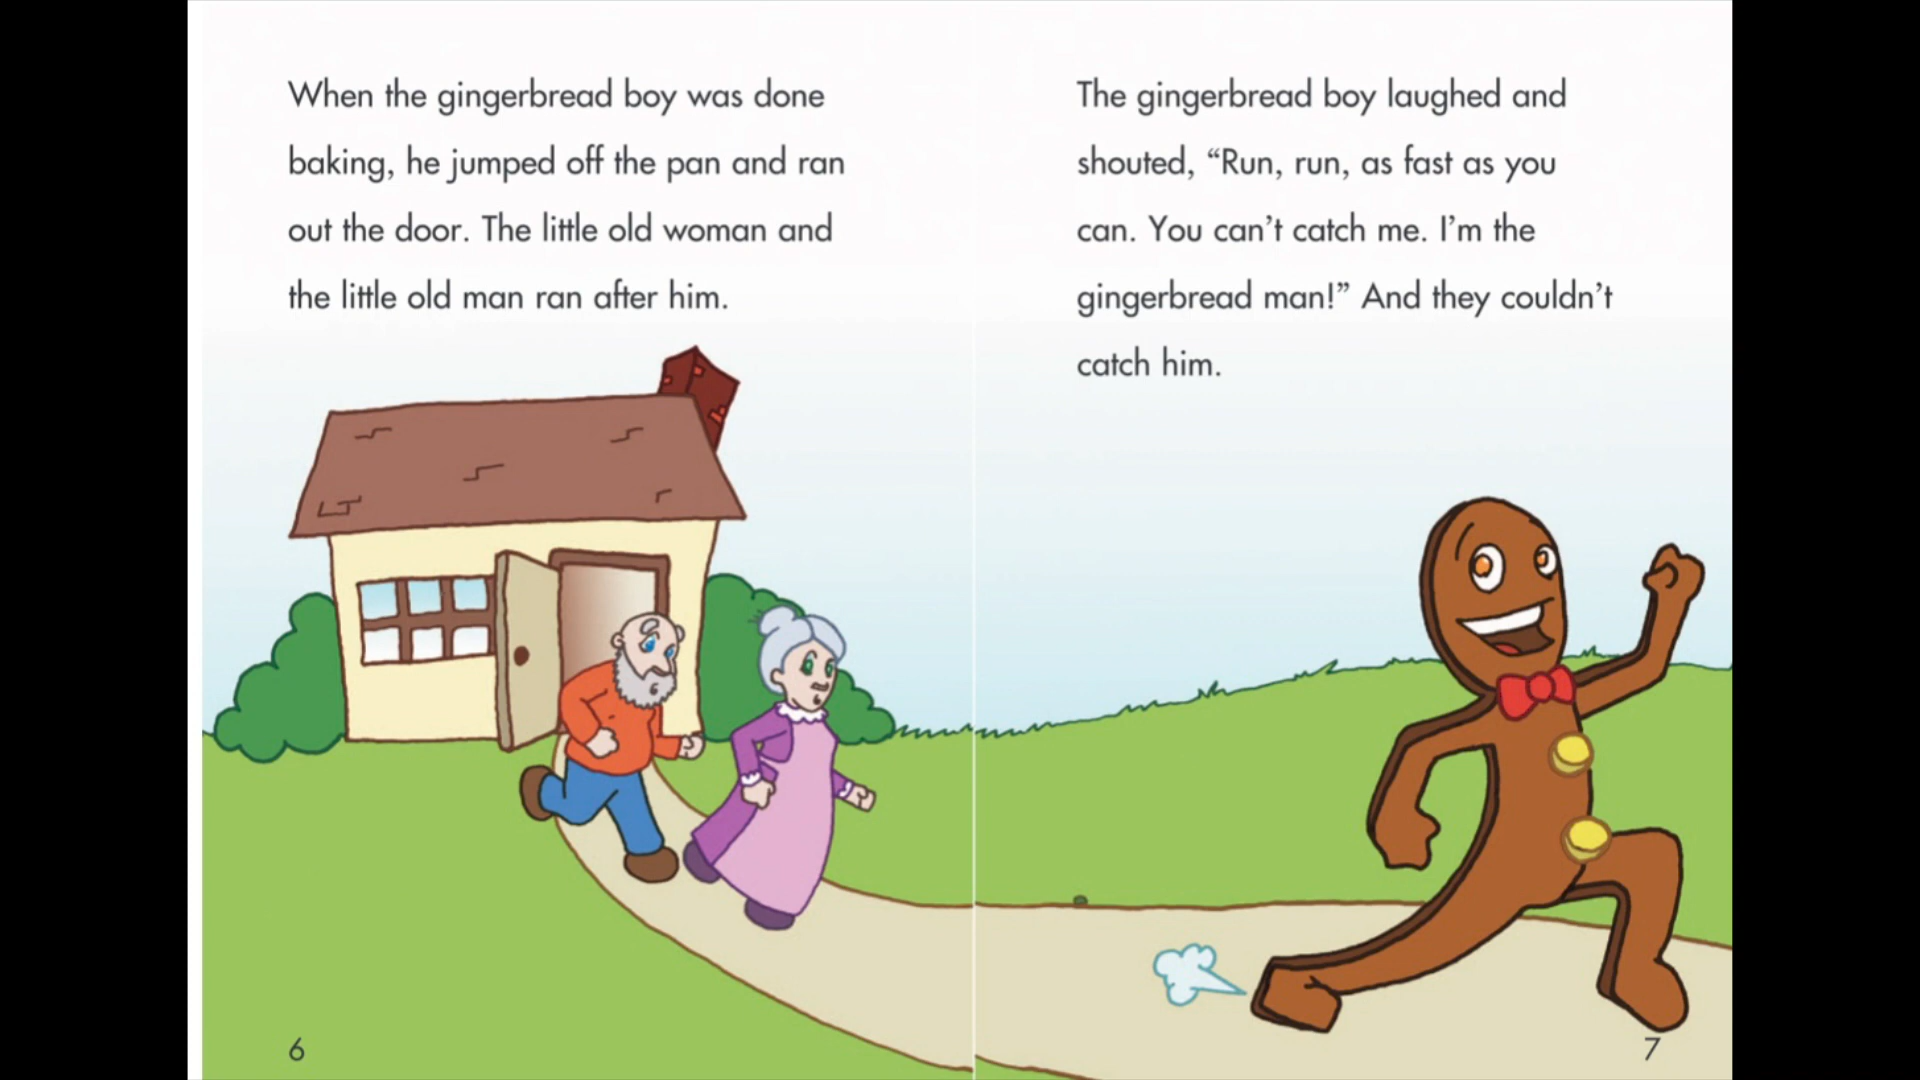 When the gingerbread boy was done
baking, he jumped off the pan and ran
out the door. The little old woman and
the little old man ran after him.
6
The gingerbread boy laughed and
shouted, “Run, run, as fast as you
can. You can’t catch me. I’m the
gingerbread man!” And they couldn’t
catch him.
7